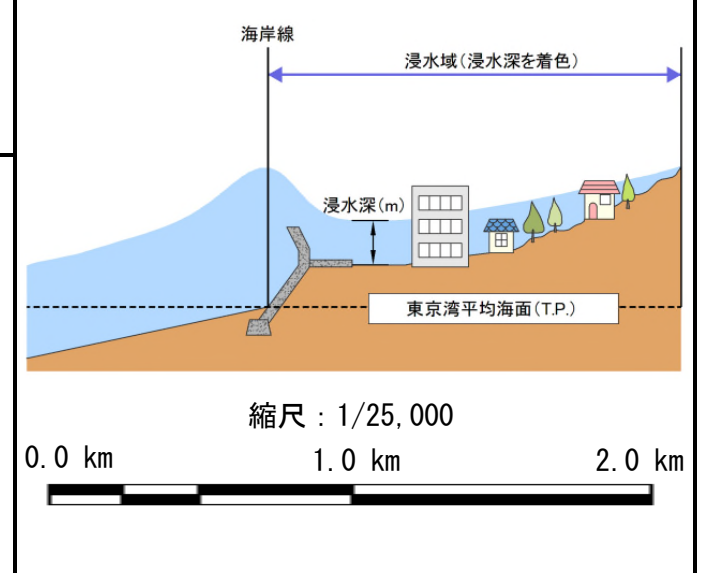 海岸線
浸水域(浸水深を着色)
浸水深(m)
東京湾平均海面(T.P.)
縮尺：1/25,000
0.0 km 1.0 km 2.0 km